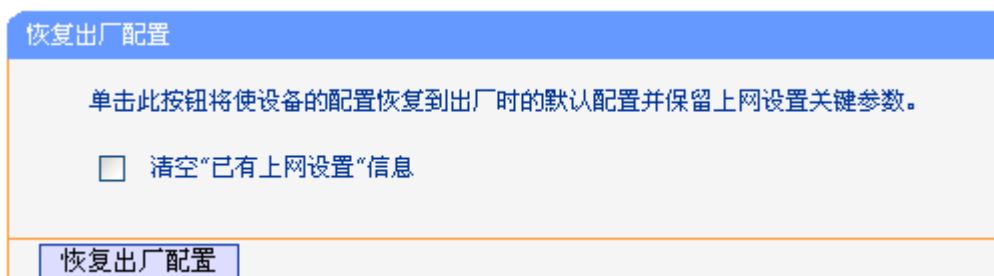 恢复出厂配置
单击此按钮将使设备的配置恢复到出厂时的默认配置并保留上网设置关键参数。
清空“已有上网设置“信息
恢复出厂配置